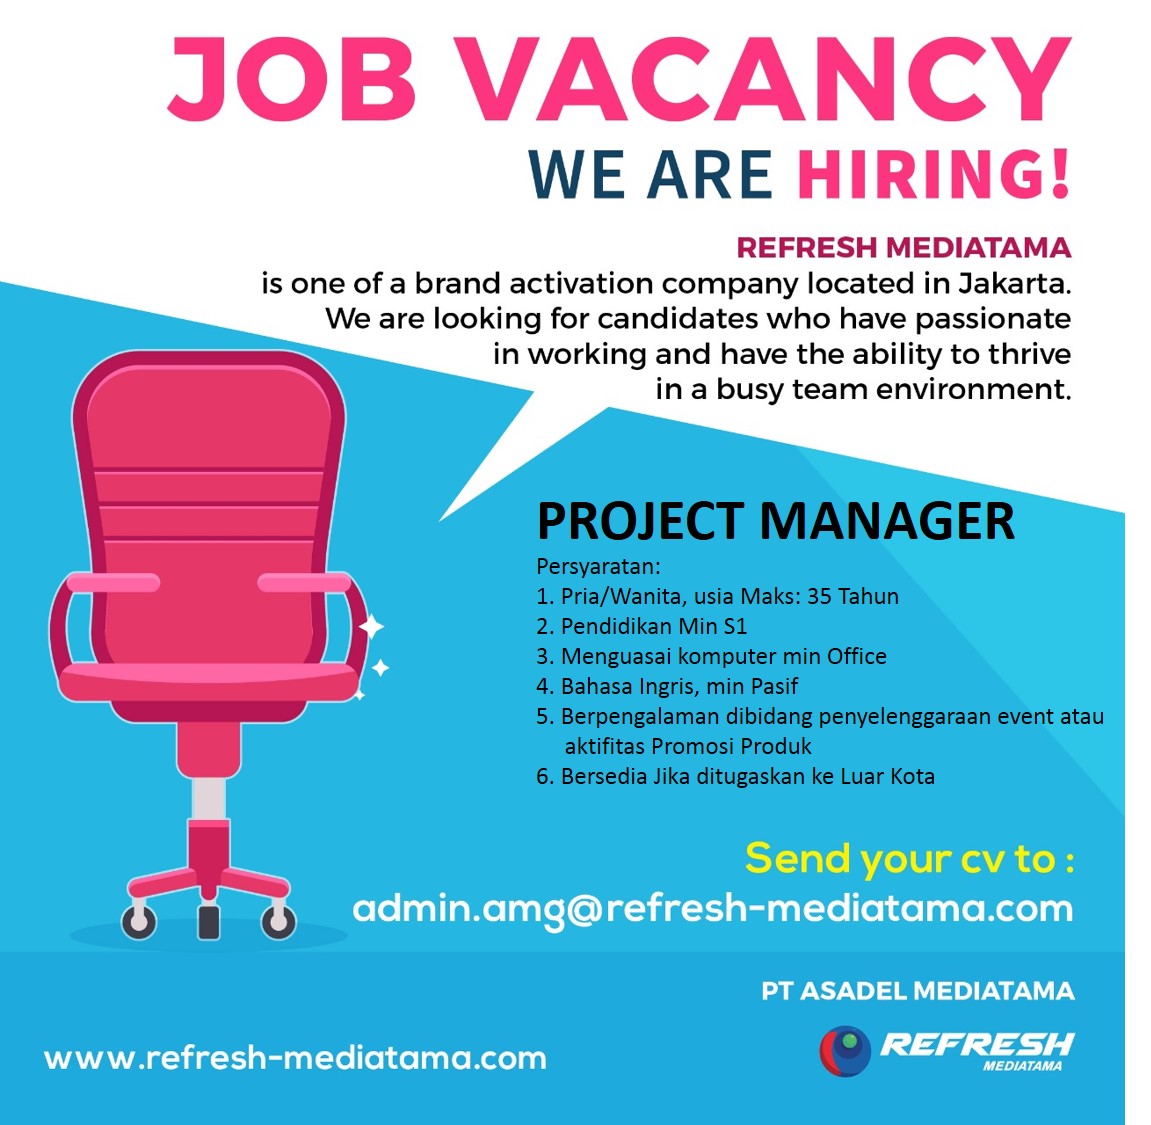 JOB VACANCY
WE ARE HIRING!
REFRESH MEDIATAMA
is one of a brand activation company located in Jakarta.
We are looking for candidates who have passionate
in working and have the ability to thrive
in a busy team environment.
PROJECT MANAGER
Persyaratan:
1. Pria/Wanita, usia Maks: 35 Tahun
2. Pendidikan Min S1
3. Menguasai komputer min Office
4. Bahasa Ingris, min Pasif
5. Berpengalaman dibidang penyelenggaraan event atau
aktifitas Promosi Produk
6. Bersedia Jika ditugaskan ke Luar Kota
Send your cv to :
admin.amg@refresh-mediatama.com
PT ASADEL MEDIATAMA
www.refresh-mediatama.com
REFRESH
MEDIATAMA